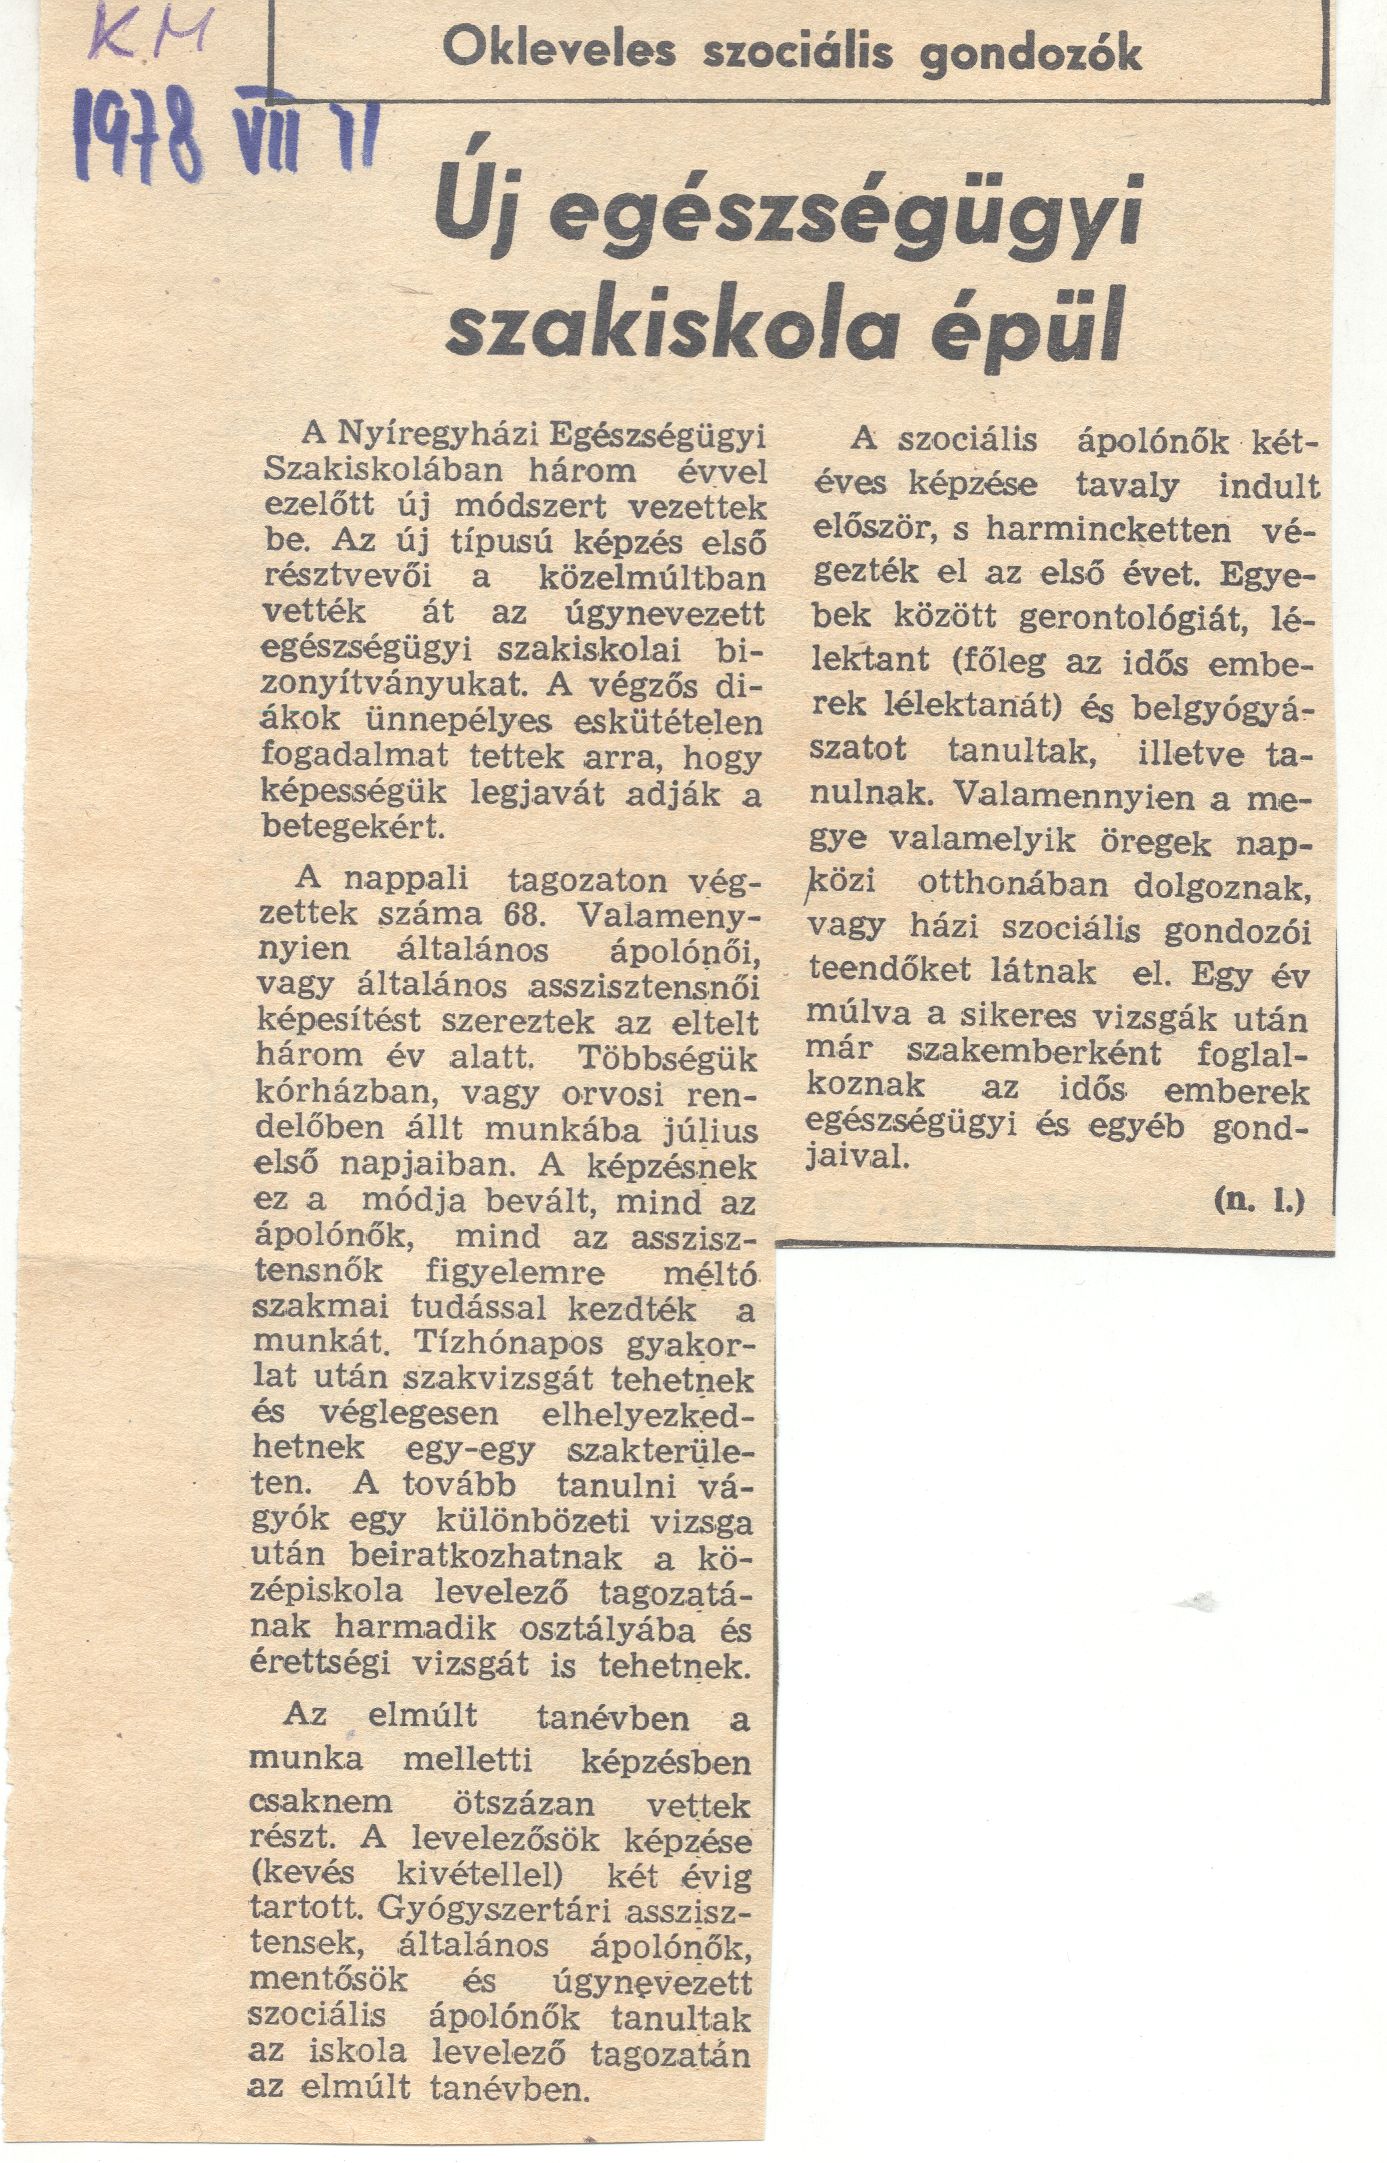 KM
1978 VII 11
Okleveles szociális gondozók
Új egészségügyi
szakiskola épül
A Nyíregyházi Egészségügyi
Szakiskolában három évvel
ezelőtt új módszert vezettek
be. Az új típusú képzés első
résztvevői a közelmúltban
vették át az úgynevezett
egészségügyi szakiskolai bi-
zonyítványukat. A végzős di-
ákok ünnepélyes eskütételen
fogadalmat tettek arra, hogy
képességük legjavát adják a
betegekért.
A nappali tagozaton vég-
zettek száma 68. Valameny-
nyien általános ápolónői,
vagy általános asszisztensnői
képesítést szereztek az eltelt
három év alatt. Többségük
kórházban, vagy orvosi ren-
delőben állt munkába július
első napjaiban. A képzésnek
ez a módja bevált, mind az
ápolónők, mind az asszisz-
tensnők figyelemre méltó
szakmai tudással kezdték a
munkát. Tízhónapos gyakor-
lat után szakvizsgát tehetnek
és véglegesen elhelyezked-
hetnek egy-egy szakterüle-
ten. A tovább tanulni vá-
gyók egy különbözeti vizsga
után beiratkozhatnak a kö-
zépiskola levelező tagozatá-
nak harmadik osztályába és
érettségi vizsgát is tehetnek.
Az elmúlt tanévben a
munka melletti képzésben
csaknem ötszázan vettek
részt. A levelezősök képzése
(kevés kivétellel) két évig
tartott. Gyógyszertári asszisz-
tensek, általános ápolónők,
mentősök és úgynevezett
szociális ápolónők tanultak
az iskola levelező tagozatán
az elmúlt tanévben.
A szociális ápolónők két-
éves képzése tavaly indult
először, s harmincketten vé-
gezték el az első évet. Egye-
bek között gerontológiát, lé-
lektant (főleg az idős embe-
rek lélektanát) és belgyógyá-
szatot tanultak, illetve ta-
nulnak. Valamennyien a me-
gye valamelyik öregek nap-
közi otthonában dolgoznak,
vagy házi szociális gondozói
teendőket látnak el. Egy év
múlva a sikeres vizsgák után
már szakemberként foglal-
koznak az idős emberek
egészségügyi és egyéb gond-
jaival.
(n. l.)